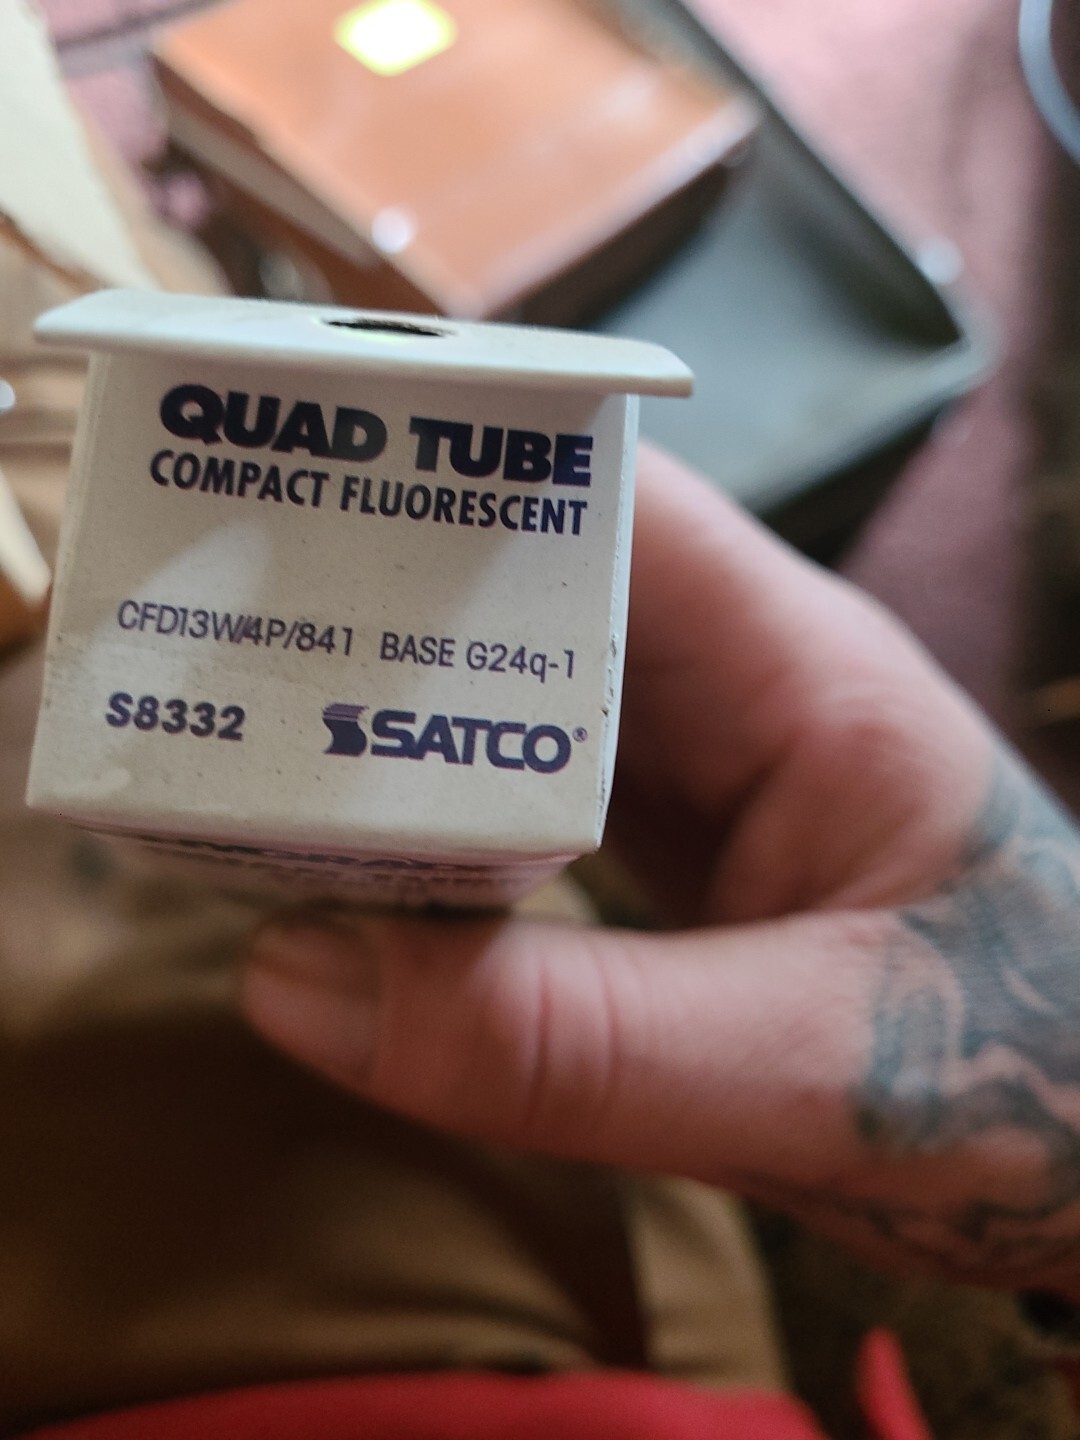 QUAD TUBE
COMPACT FLUORESCENT
CFD13W/4P/841 BASE G24q-1
S8332 SATCO®